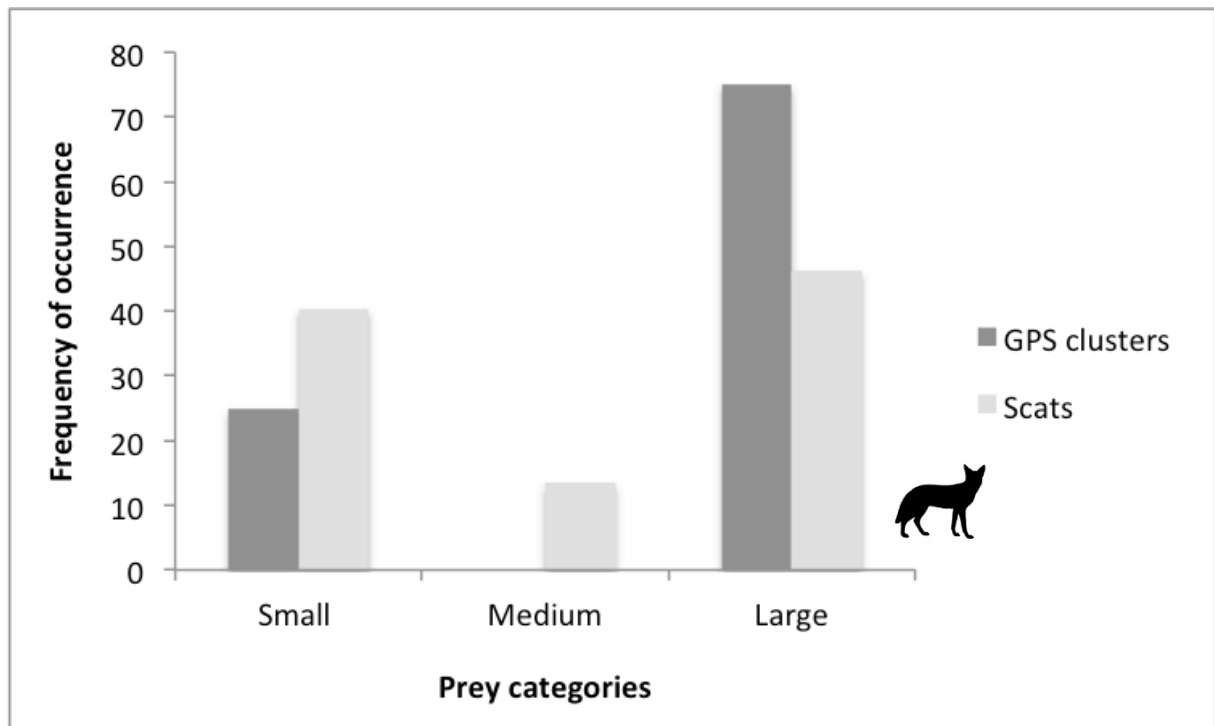 80
70
60
50
40
30
20
10
0
Frequency of occurrence
Small Medium Large
Prey categories
GPS clusters
Scats